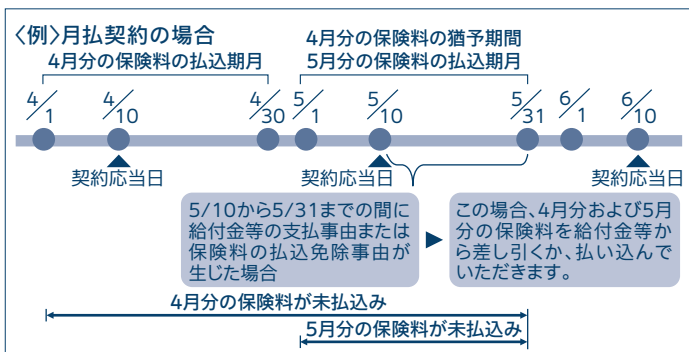 〈例〉月払契約の場合
4月分の保険料の払込期月
4月分の保険料の猶予期間
5月分の保険料の払込期月
4/1 4/10 4/30 5/1 5/10 5/31 6/1 6/10
契約応当日 契約応当日 契約応当日
5/10から5/31までの間に
給付金等の支払事由または
保険料の払込免除事由が
生じた場合
この場合、4月分および5月
分の保険料を給付金等か
ら差し引くか、払い込んで
いただきます。
4月分の保険料が未払込み
5月分の保険料が未払込み